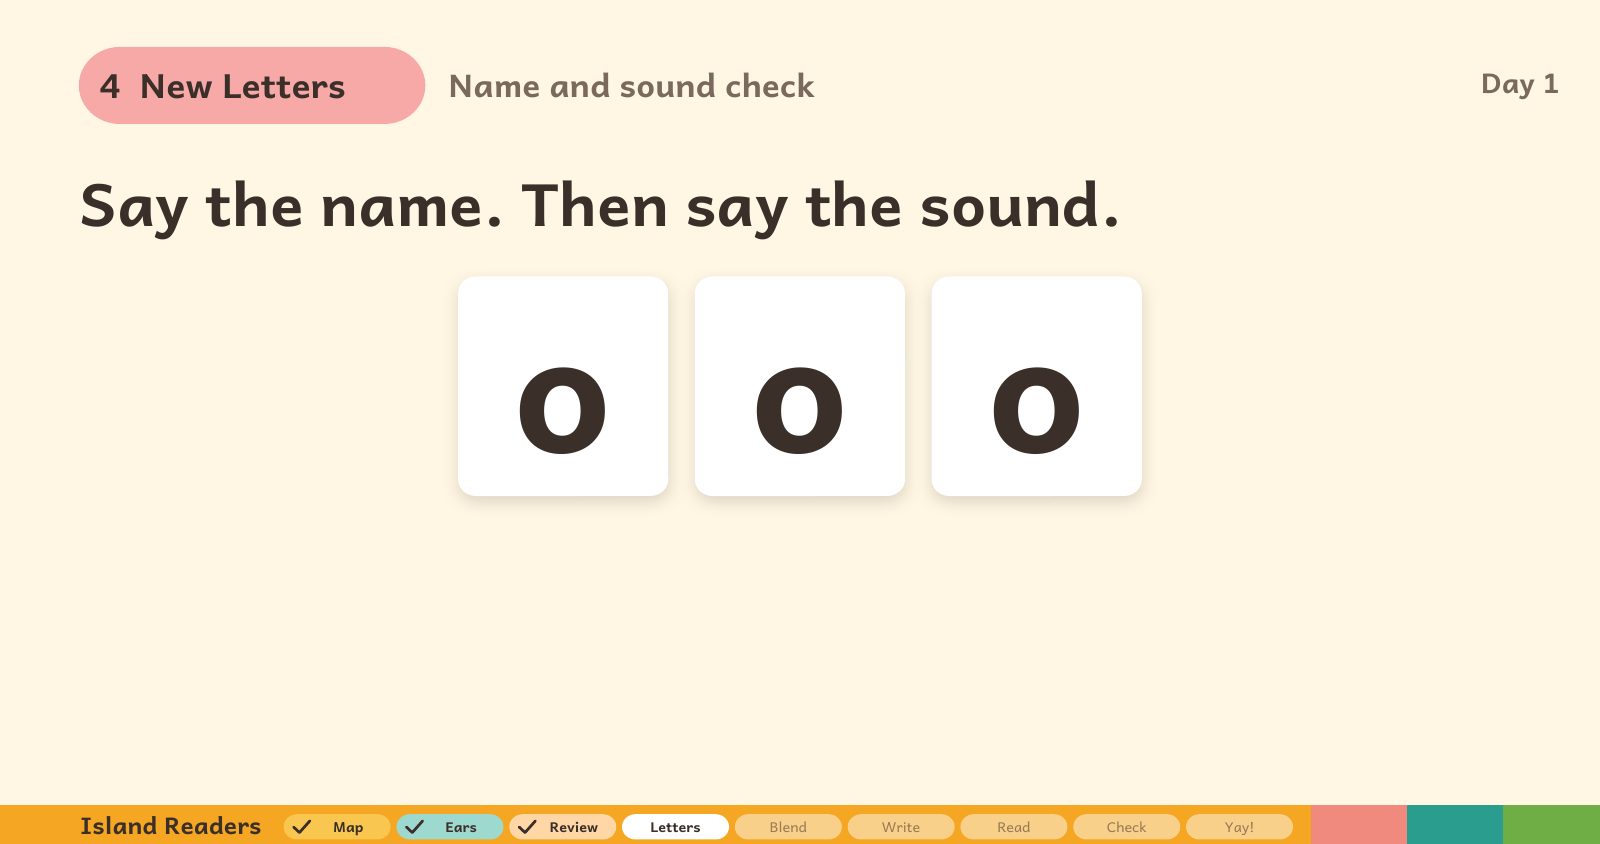 4 New Letters Name and sound check Day 1
Say the name. Then say the sound.
o o o
Island Readers Map Ears Review Letters Blend Write Read Check Yay!